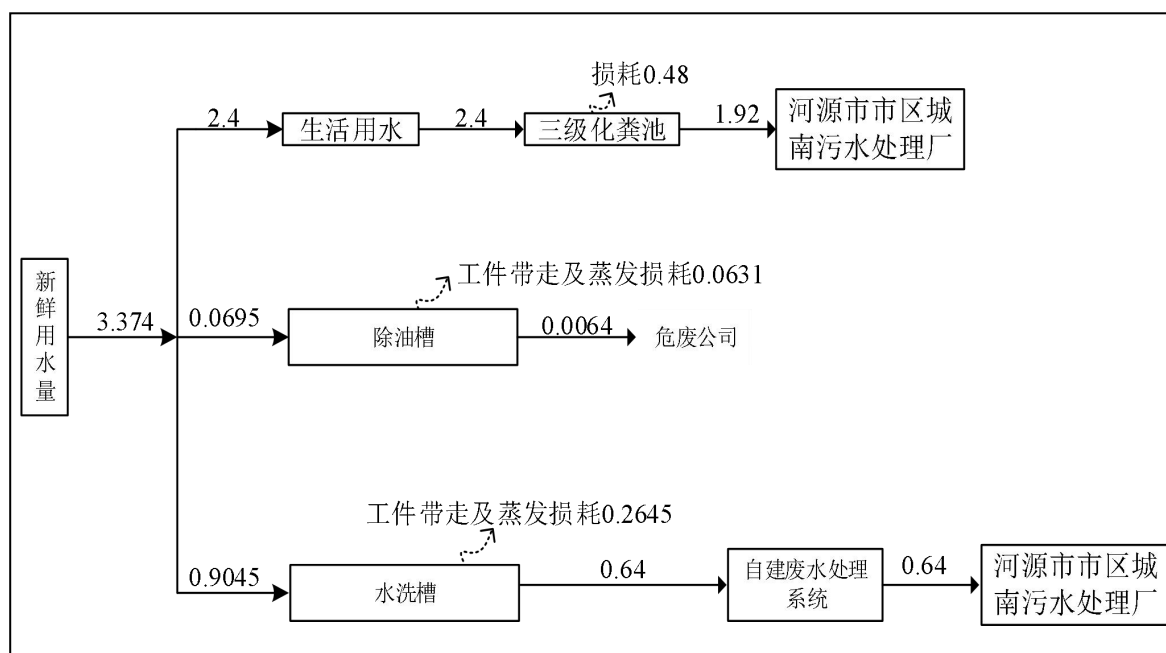 损耗0.48
2.4
生活用水
2.4
三级化粪池
1.92
河源市市区城
南污水处理厂
新鲜用水量
3.374
工件带走及蒸发损耗0.0631
0.0695
除油槽
0.0064
危废公司
工件带走及蒸发损耗0.2645
0.9045
水洗槽
0.64
自建废水处理
系统
0.64
河源市市区城
南污水处理厂